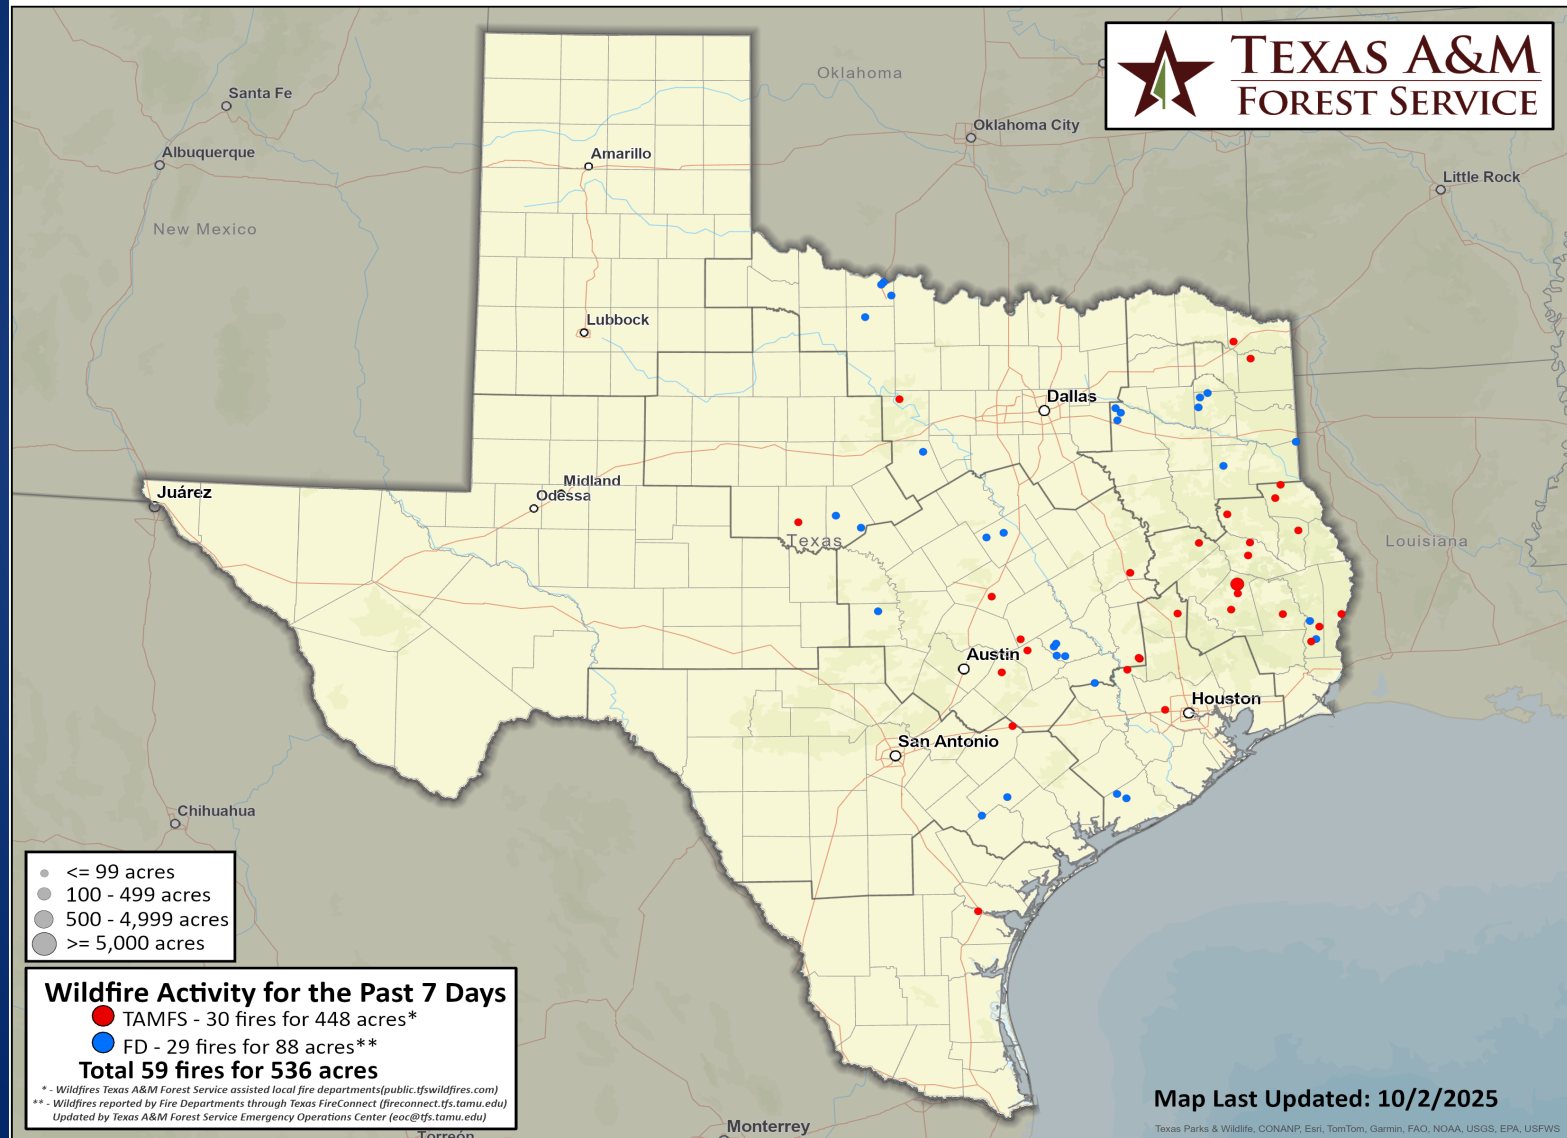 TEXAS A&M
FOREST SERVICE
Oklahoma
Santa Fe
Oklahoma City
Albuquerque
Amarillo
Little Rock
New Mexico
Lubbock
Dallas
Midland
Odessa
Juárez
Texas
Louisiana
Austin
Houston
San Antonio
Chihuahua
<= 99 acres
100 - 499 acres
500 - 4,999 acres
>= 5,000 acres
Wildfire Activity for the Past 7 Days
TAMFS - 30 fires for 448 acres*
FD - 29 fires for 88 acres**
Total 59 fires for 536 acres
* - Wildfires Texas A&M Forest Service assisted local fire departments(public.tfswildfires.com)
** - Wildfires reported by Fire Departments through Texas FireConnect (fireconnect.tfs.tamu.edu)
Updated by Texas A&M Forest Service Emergency Operations Center (eoc@tfs.tamu.edu)
Map Last Updated: 10/2/2025
Monterrey
Texas Parks & Wildlife, CONANP, Esri, TomTom, Garmin, FAO, NOAA, USGS, EPA, USFWS
Torreón